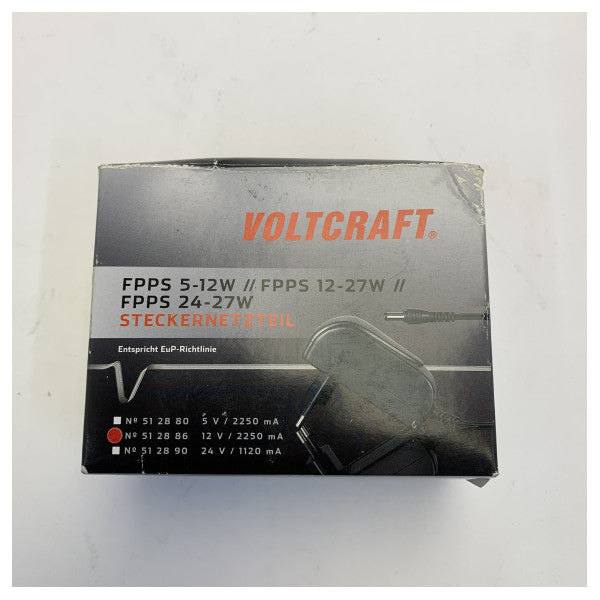 VOLTCRAFT®
FPPS 5-12W // FPPS 12-27W //
FPPS 24-27W
STECKERNETZTEIL
Entspricht EuP-Richtlinie
Nº 51 28 80 5 V / 2250 mA
Nº 51 28 86 12 V / 2250 mA
Nº 51 28 90 24 V / 1120 mA